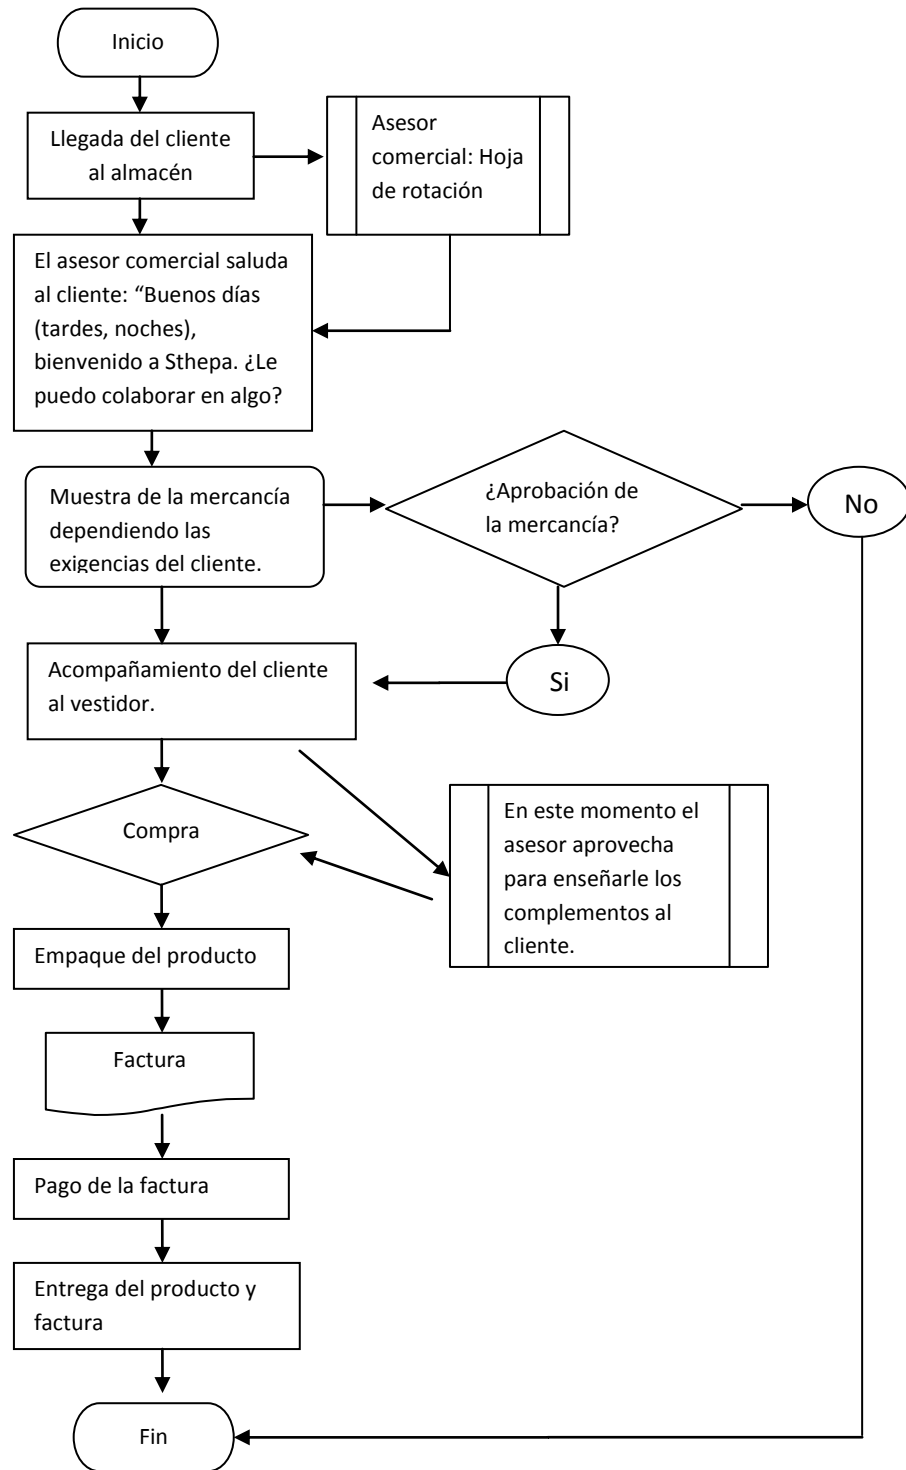 Inicio
Llegada del cliente
al almacén
Asesor
comercial: Hoja
de rotación
El asesor comercial saluda
al cliente: “Buenos días
(tardes, noches),
bienvenido a Sthepa. ¿Le
puedo colaborar en algo?
Muestra de la mercancía
dependiendo las
exigencias del cliente.
¿Aprobación de
la mercancía?
No
Si
Acompañamiento del cliente
al vestidor.
Compra
En este momento el
asesor aprovecha
para enseñarle los
complementos al
cliente.
Empaque del producto
Factura
Pago de la factura
Entrega del producto y
factura
Fin